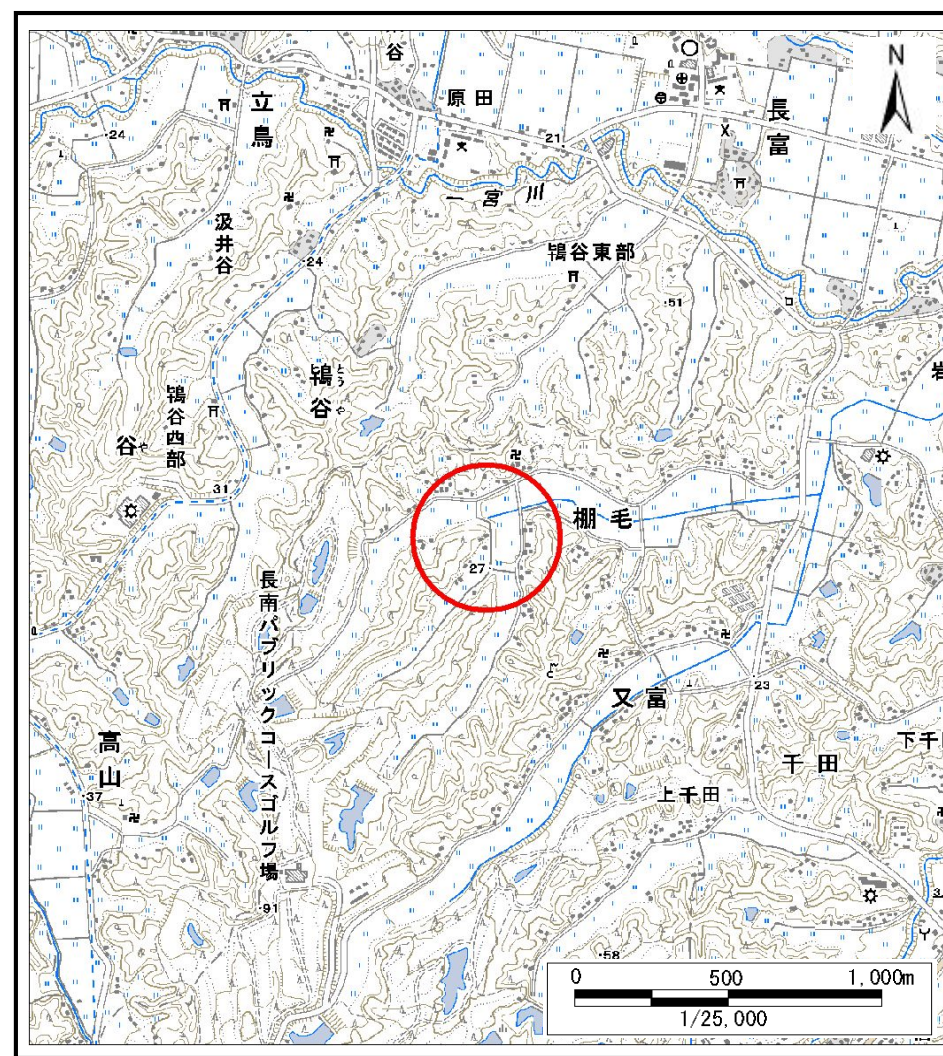 N
谷
立鳥
原田
長富
24
21
一宮川
汲井谷
24
鴇谷東部
51
鴇谷
とうや
鴇谷西部
谷や
31
棚毛
27
長南パブリックコースゴルフ場
又富
23
高山
37
千田
下千
上千田
91
58
0 500 1,000m
1/25,000